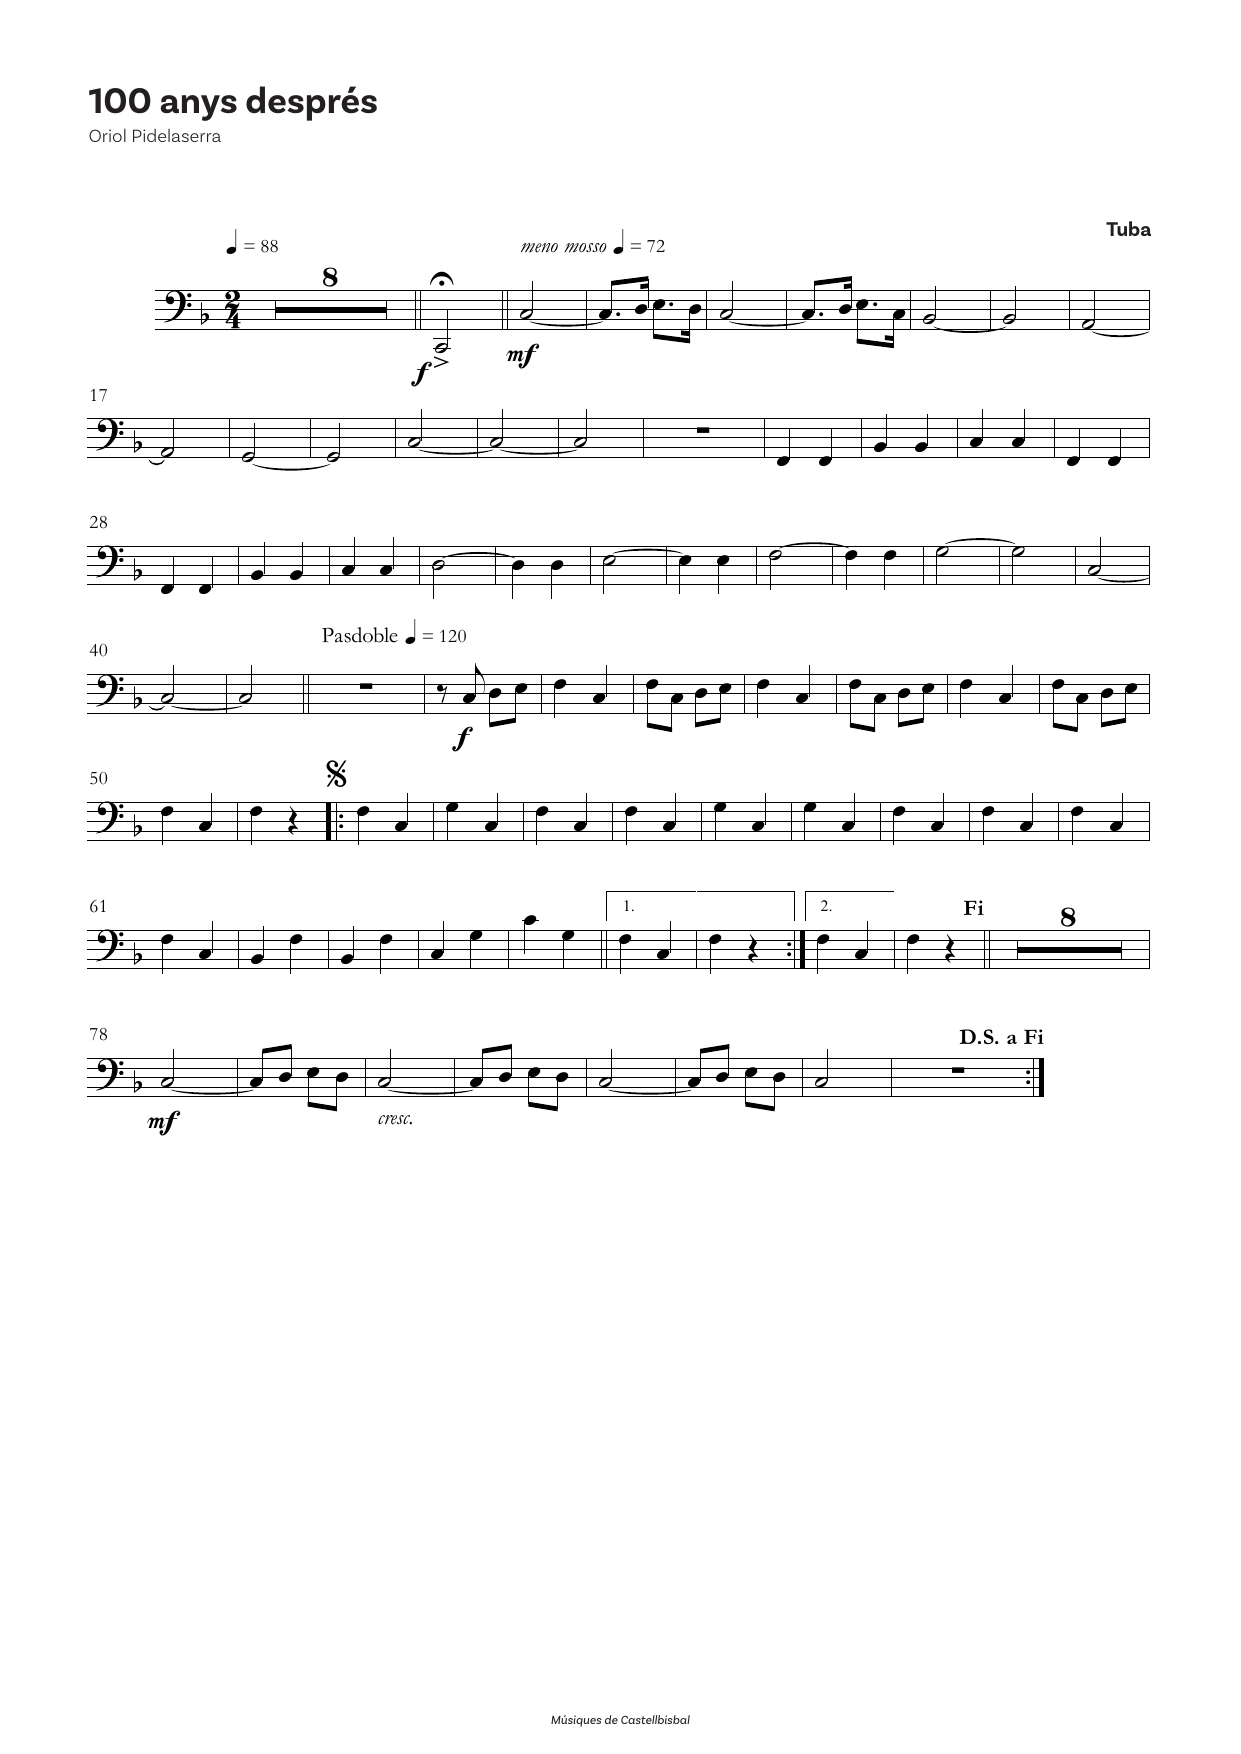 100 anys després
Oriol Pidelaserra
Tuba
= 88
meno mosso = 72
8
2
4
f
mf
17
28
Pasdoble = 120
40
f
50
61
1.
2.
Fi
8
78
D.S. a Fi
mf
cresc.
Músiques de Castellbisbal